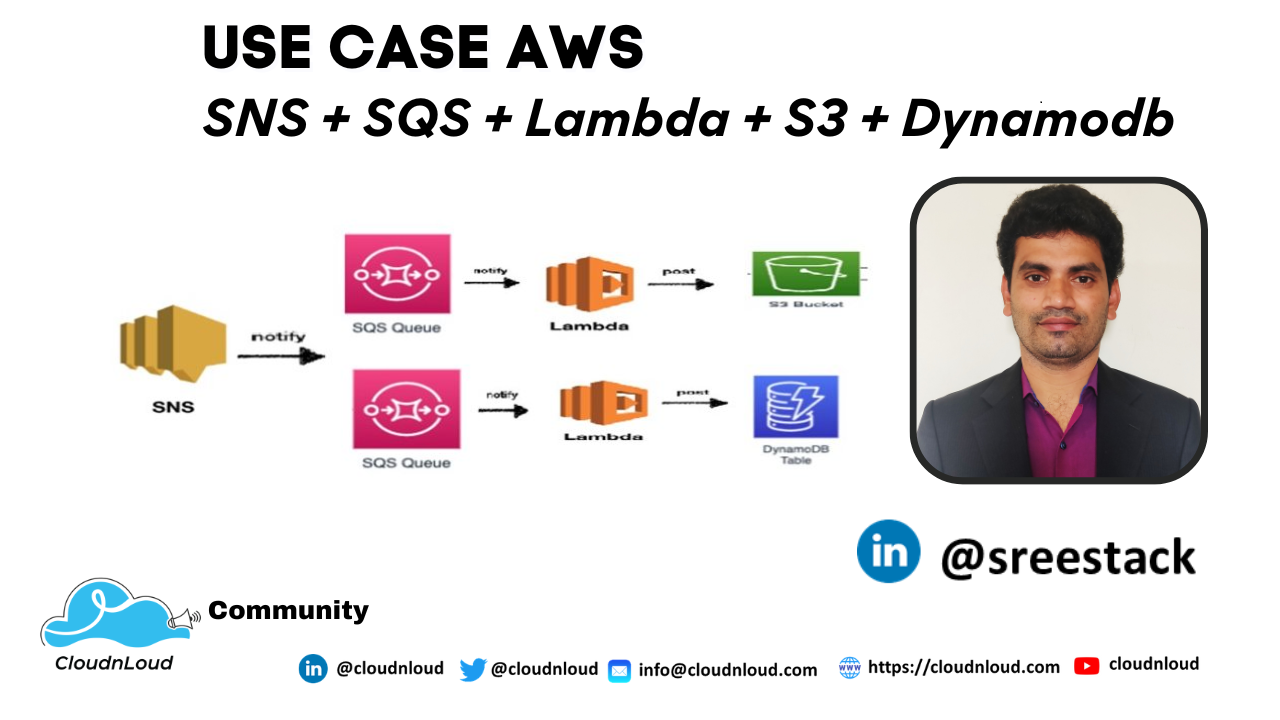 USE CASE AWS
SNS + SQS + Lambda + S3 + Dynamodb
notify
SQS Queue
notify
Lambda
post
S3 Bucket
SNS
notify
SQS Queue
Lambda
post
DynamoDB
Table
in @sreestack
Community
CloudnLoud
in @cloudnloud @cloudnloud info@cloudnloud.com www https://cloudnloud.com cloudnloud